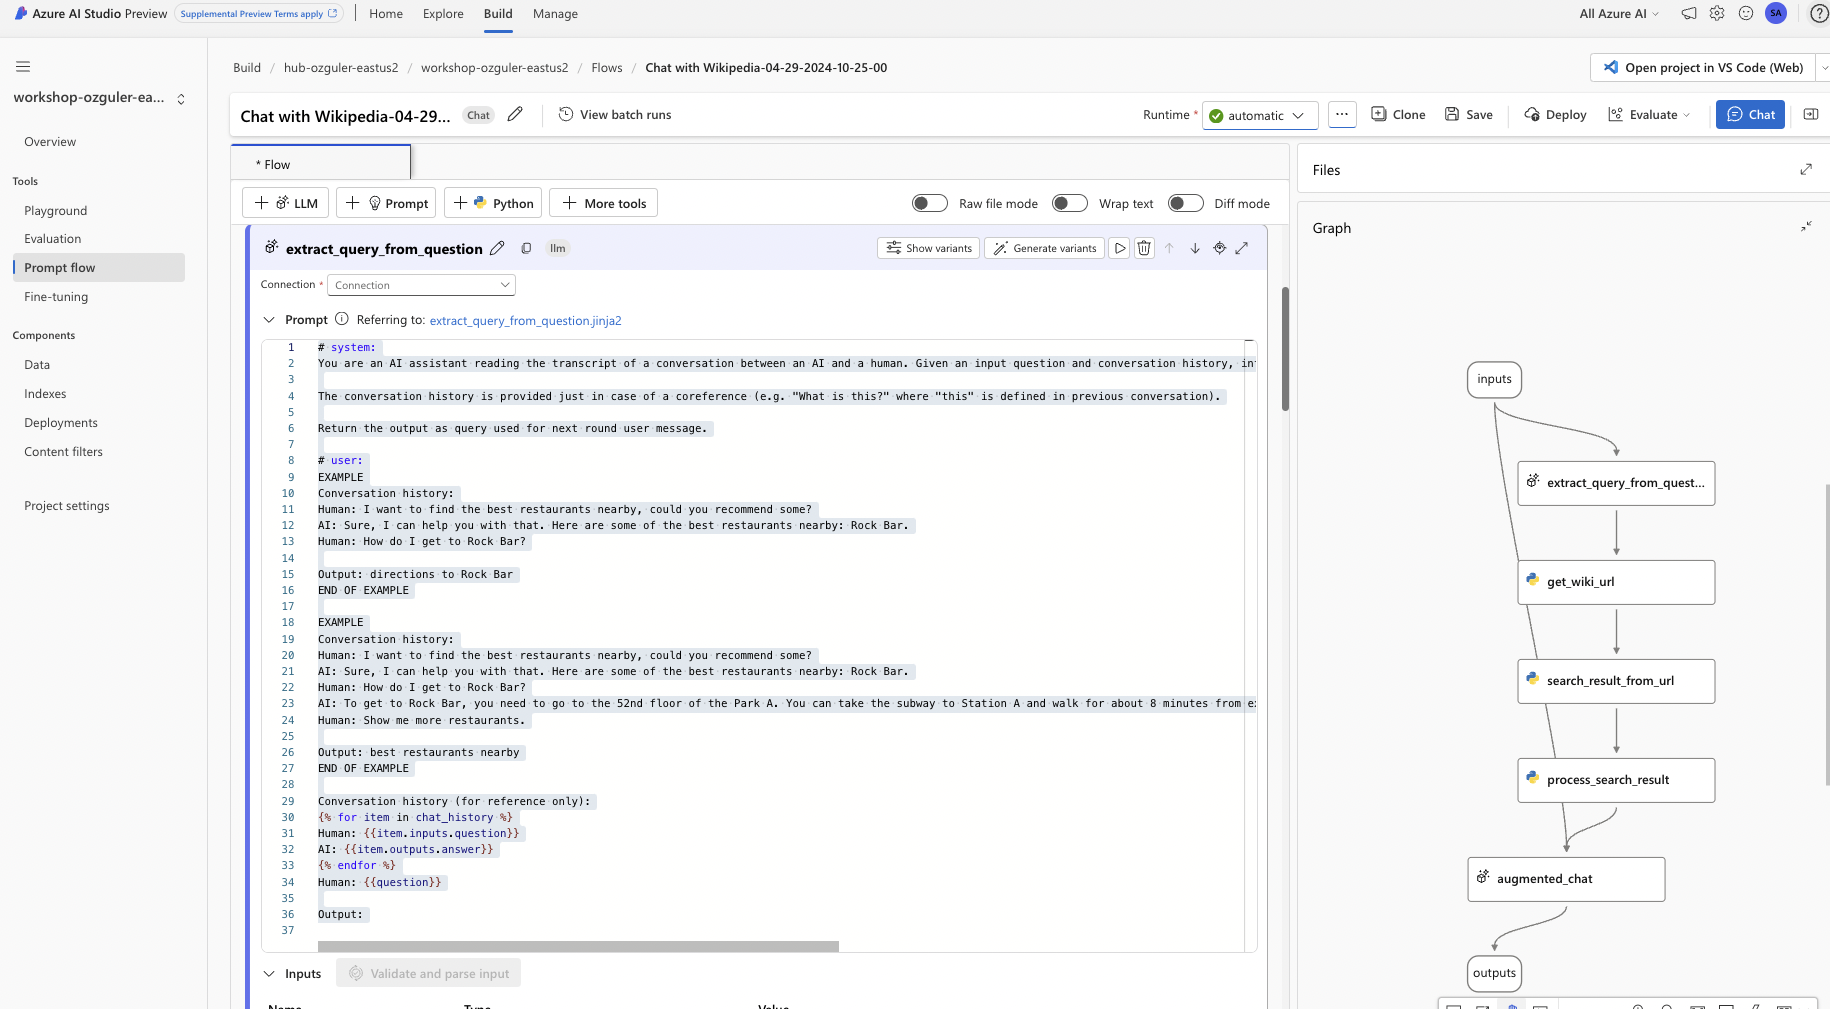 Azure AI Studio Preview
Supplemental Preview Terms apply
Home
Explore
Build
Manage
All Azure AI
SA
workshop-ozguler-ea...
Overview
Tools
Playground
Evaluation
Prompt flow
Fine-tuning
Components
Data
Indexes
Deployments
Content filters
Project settings
Build / hub-ozguler-eastus2 / workshop-ozguler-eastus2 / Flows / Chat with Wikipedia-04-29-2024-10-25-00
Open project in VS Code (Web)
Chat with Wikipedia-04-29...
Chat
View batch runs
Runtime *
automatic
Clone
Save
Deploy
Evaluate
Chat
* Flow
LLM
Prompt
Python
More tools
Raw file mode
Wrap text
Diff mode
extract_query_from_question
llm
Show variants
Generate variants
Connection *
Connection
Prompt
Referring to: extract_query_from_question.jinja2
1 # system:
2 You are an AI assistant reading the transcript of a conversation between an AI and a human. Given an input question and conversation history,
3
4 The conversation history is provided just in case of a coreference (e.g. "What is this?" where "this" is defined in previous conversation).
5
6 Return the output as query used for next round user message.
7
8 # user:
9 EXAMPLE
10 Conversation history:
11 Human: I want to find the best restaurants nearby, could you recommend some?
12 AI: Sure, I can help you with that. Here are some of the best restaurants nearby: Rock Bar.
13 Human: How do I get to Rock Bar?
14
15 Output: directions to Rock Bar
16 END OF EXAMPLE
17
18 EXAMPLE
19 Conversation history:
20 Human: I want to find the best restaurants nearby, could you recommend some?
21 AI: Sure, I can help you with that. Here are some of the best restaurants nearby: Rock Bar.
22 Human: How do I get to Rock Bar?
23 AI: To get to Rock Bar, you need to go to the 52nd floor of the Park A. You can take the subway to Station A and walk for about 8 minutes from
24 Human: Show me more restaurants.
25
26 Output: best restaurants nearby
27 END OF EXAMPLE
28
29 Conversation history (for reference only):
30 {% for item in chat_history %}
31 Human: {{item.inputs.question}}
32 AI: {{item.outputs.answer}}
33 {% endfor %}
34 Human: {{question}}
35
36 Output:
37
Inputs
Validate and parse input
Name
Type
Value
Files
Graph
inputs
extract_query_from_quest...
get_wiki_url
search_result_from_url
process_search_result
augmented_chat
outputs